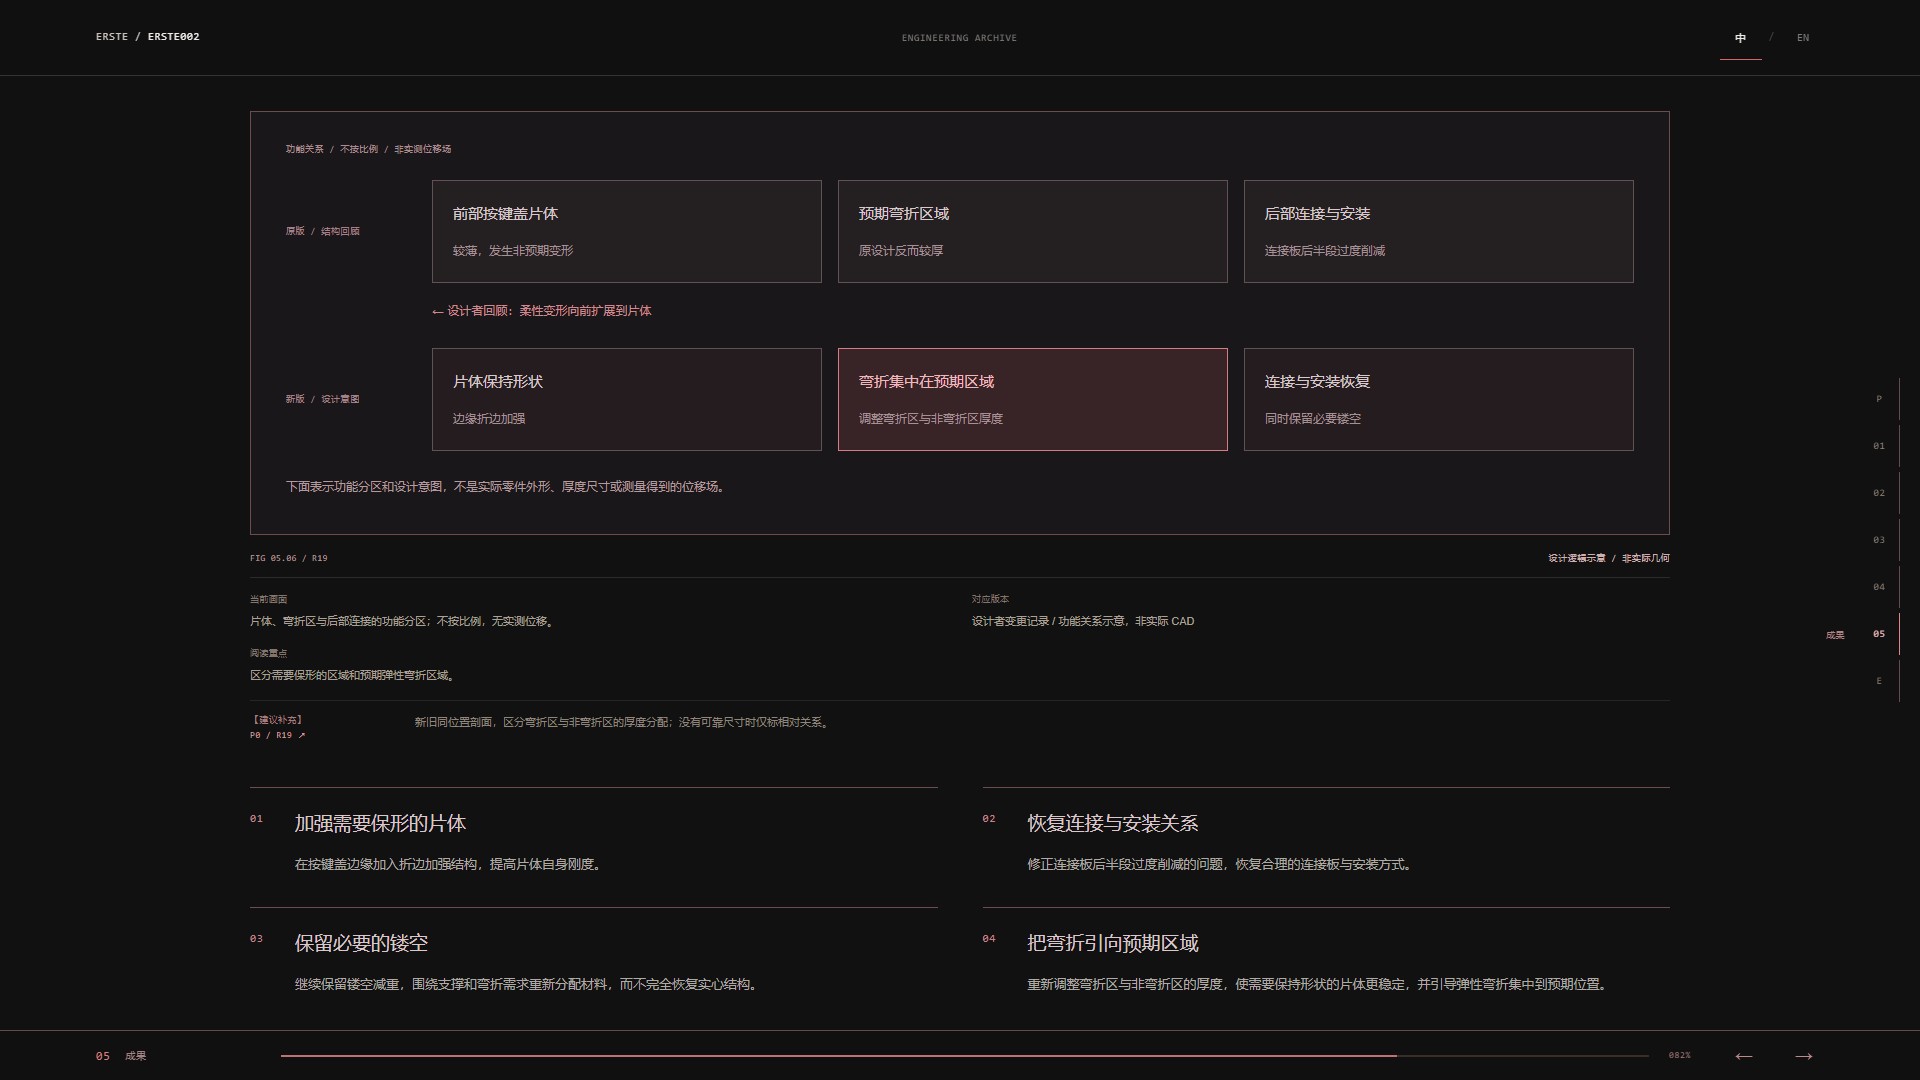 ERSTE / ERSTE002
ENGINEERING ARCHIVE
中 / EN
功能关系 / 不按比例 / 非实测位移场
原版 / 结构回顾
前部按键盖片体
较薄，发生非预期变形
预期弯折区域
原设计反而较厚
后部连接与安装
连接板后半段过度削减
← 设计者回顾：柔性变形向前扩展到片体
新版 / 设计意图
片体保持形状
边缘折边加强
弯折集中在预期区域
调整弯折区与非弯折区厚度
连接与安装恢复
同时保留必要镂空
下面表示功能分区和设计意图，不是实际零件外形、厚度尺寸或测量得到的位移场。
FIG 05.06 / R19
设计逻辑示意 / 非实际几何
当前画面
片体、弯折区与后部连接的功能分区；不按比例，无实测位移。
对应版本
设计者变更记录 / 功能关系示意，非实际 CAD
阅读重点
区分需要保形的区域和预期弹性弯折区域。
【建议补充】
P0 / R19 ↗
新旧同位置剖面，区分弯折区与非弯折区的厚度分配；没有可靠尺寸时仅标相对关系。
01
加强需要保形的片体
在按键盖边缘加入折边加强结构，提高片体自身刚度。
02
恢复连接与安装关系
修正连接板后半段过度削减的问题，恢复合理的连接板与安装方式。
03
保留必要的镂空
继续保留镂空减重，围绕支撑和弯折需求重新分配材料，而不完全恢复实心结构。
04
把弯折引向预期区域
重新调整弯折区与非弯折区的厚度，使需要保持形状的片体更稳定，并引导弹性弯折集中到预期位置。
P
01
02
03
04
成果 05
E
05 成果
082%
← →